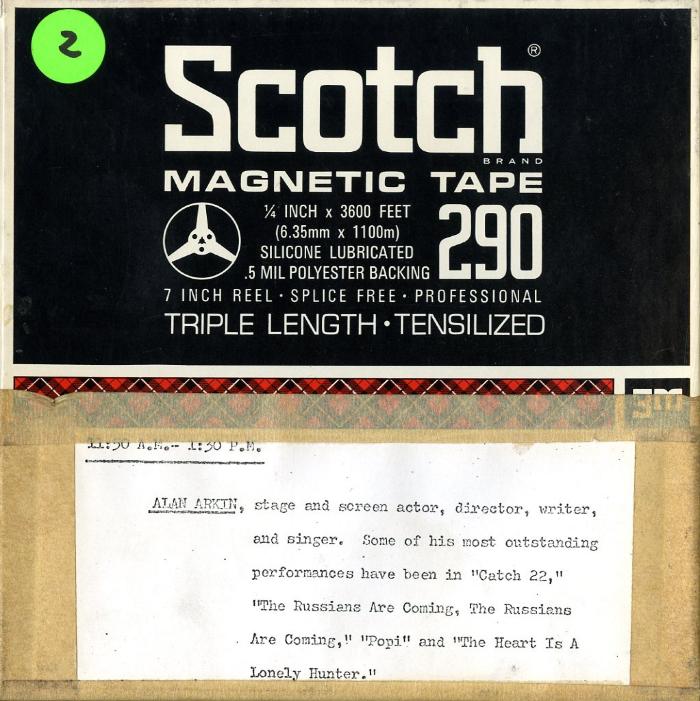 2
Scotch®
BRAND
MAGNETIC TAPE
¼ INCH x 3600 FEET
(6.35mm x 1100m)
SILICONE LUBRICATED
.5 MIL POLYESTER BACKING
290
7 INCH REEL · SPLICE FREE · PROFESSIONAL
TRIPLE LENGTH · TENSILIZED
3M
11:30 A.M.- 1:30 P.M.
ALAN ARKIN, stage and screen actor, director, writer,
and singer. Some of his most outstanding
performances have been in "Catch 22,"
"The Russians Are Coming, The Russians
Are Coming," "Popi" and "The Heart Is A
Lonely Hunter."